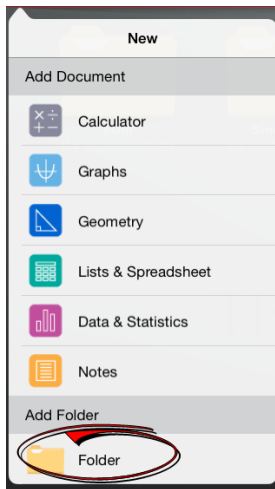 New
Add Document
Calculator
Graphs
Geometry
Lists & Spreadsheet
Data & Statistics
Notes
Add Folder
Folder